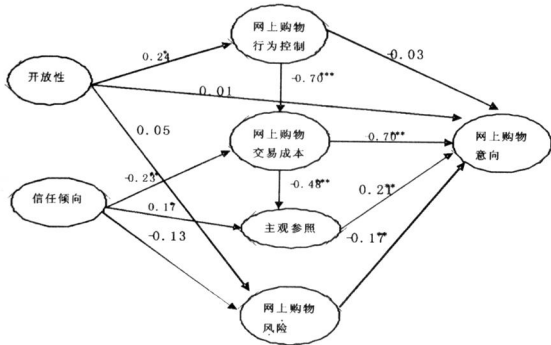 网上购物
行为控制
0.24*
-0.03
开放性
-0.70***
0.01
网上购物
交易成本
0.05
-0.70***
网上购物
意向
-0.23*
-0.48***
信任倾向
0.17*
主观参照
0.21**
-0.13
-0.17**
网上购物
风险